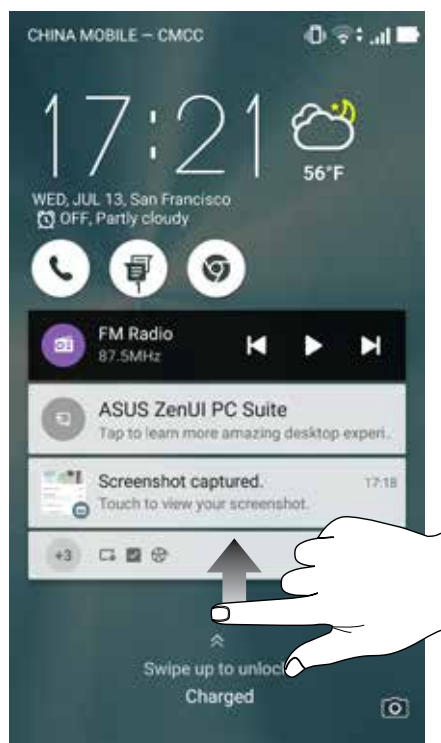 CHINA MOBILE – CMCC
17:21
56°F
WED, JUL 13, San Francisco
OFF, Partly cloudy
FM Radio
87.5MHz
ASUS ZenUI PC Suite
Tap to learn more amazing desktop experi..
Screenshot captured. 17:18
Touch to view your screenshot.
+3
Swipe up to unlock
Charged